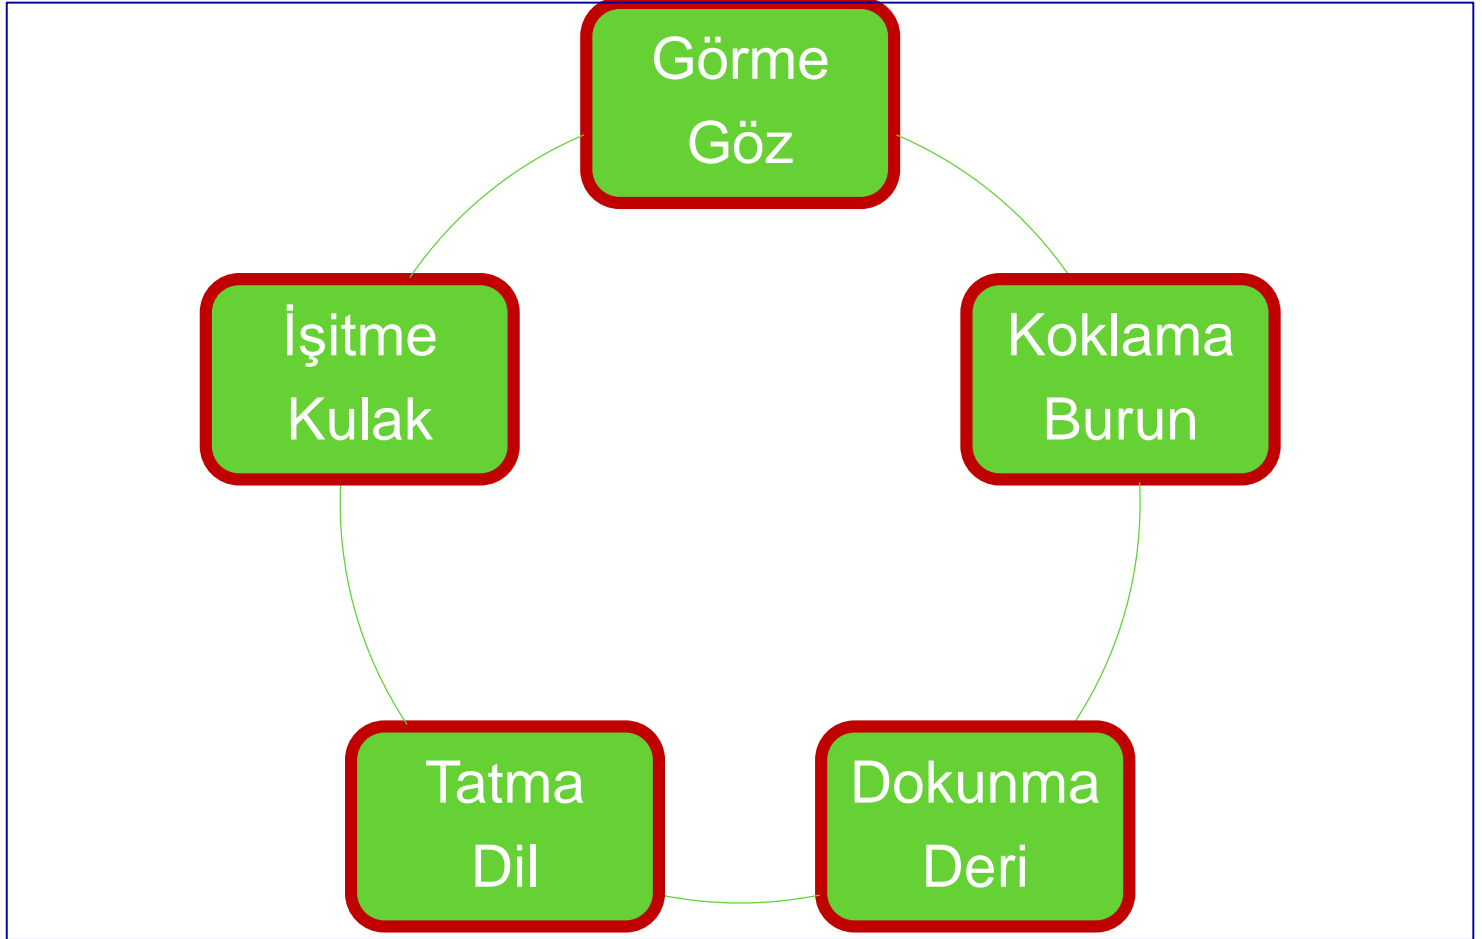 Görme
Göz
İşitme
Kulak
Koklama
Burun
Tatma
Dil
Dokunma
Deri